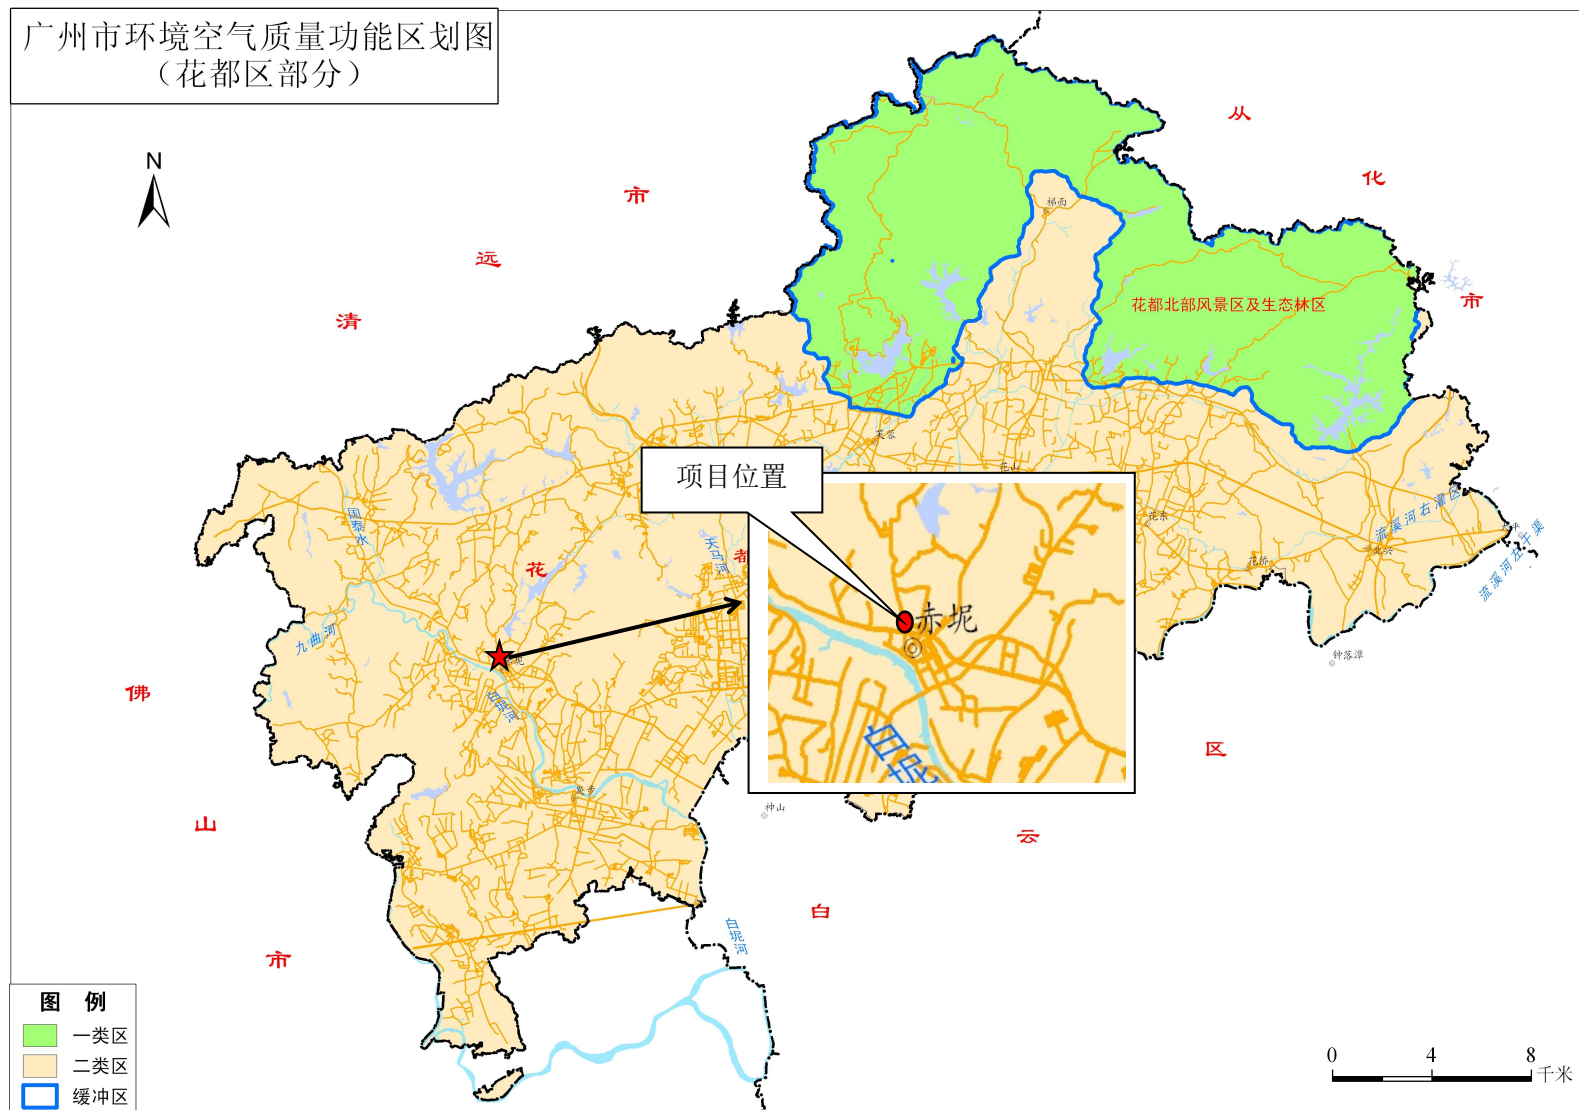 广州市环境空气质量功能区划图
（花都区部分）
N
从
化
市
市
远
清
梯面
花都北部风景区及生态林区
芙蓉
花山
项目位置
国泰水
天马河
花
都
花东
流溪河右灌区
北兴
花侨
流溪河左干渠
赤坭
九曲河
钟落潭
佛
山
市
白坭河
炭步
区
神山
云
白
白坭河
图 例
一类区
二类区
缓冲区
0 4 8
千米